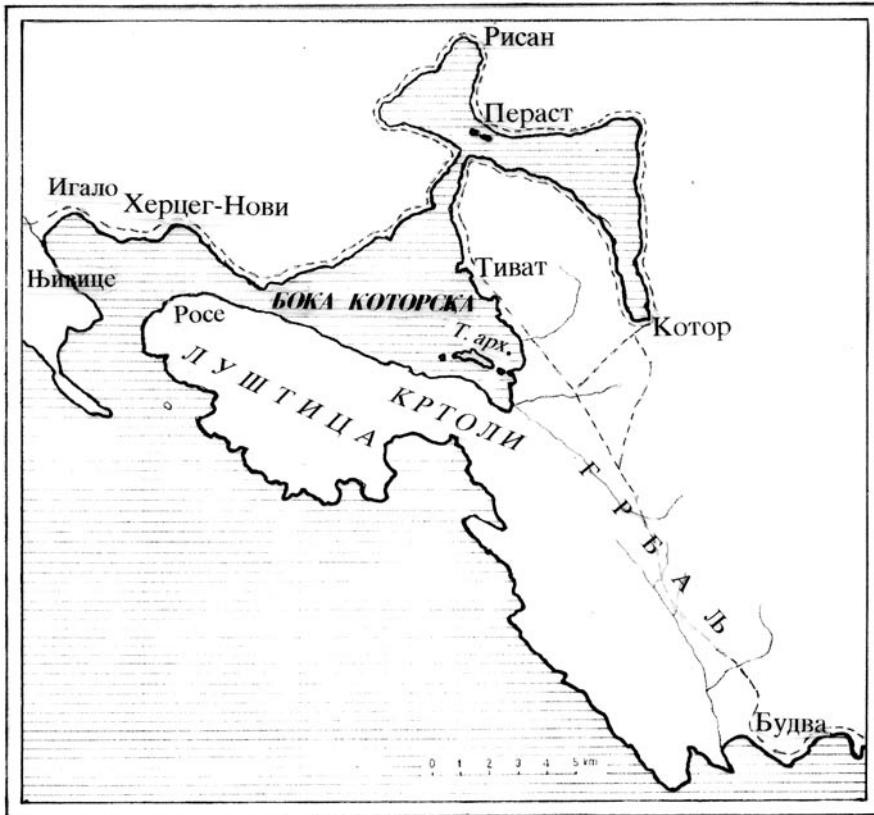 Рисан
Пераст
Игало
Херцег-Нови
Тиват
Њивице
БОКА КОТОРСКА
Росе
Котор
Т. арх.
ЛУШТИЦА
КРТОЛИ
ГРБАЉ
Будва
0 1 2 3 4 5 km